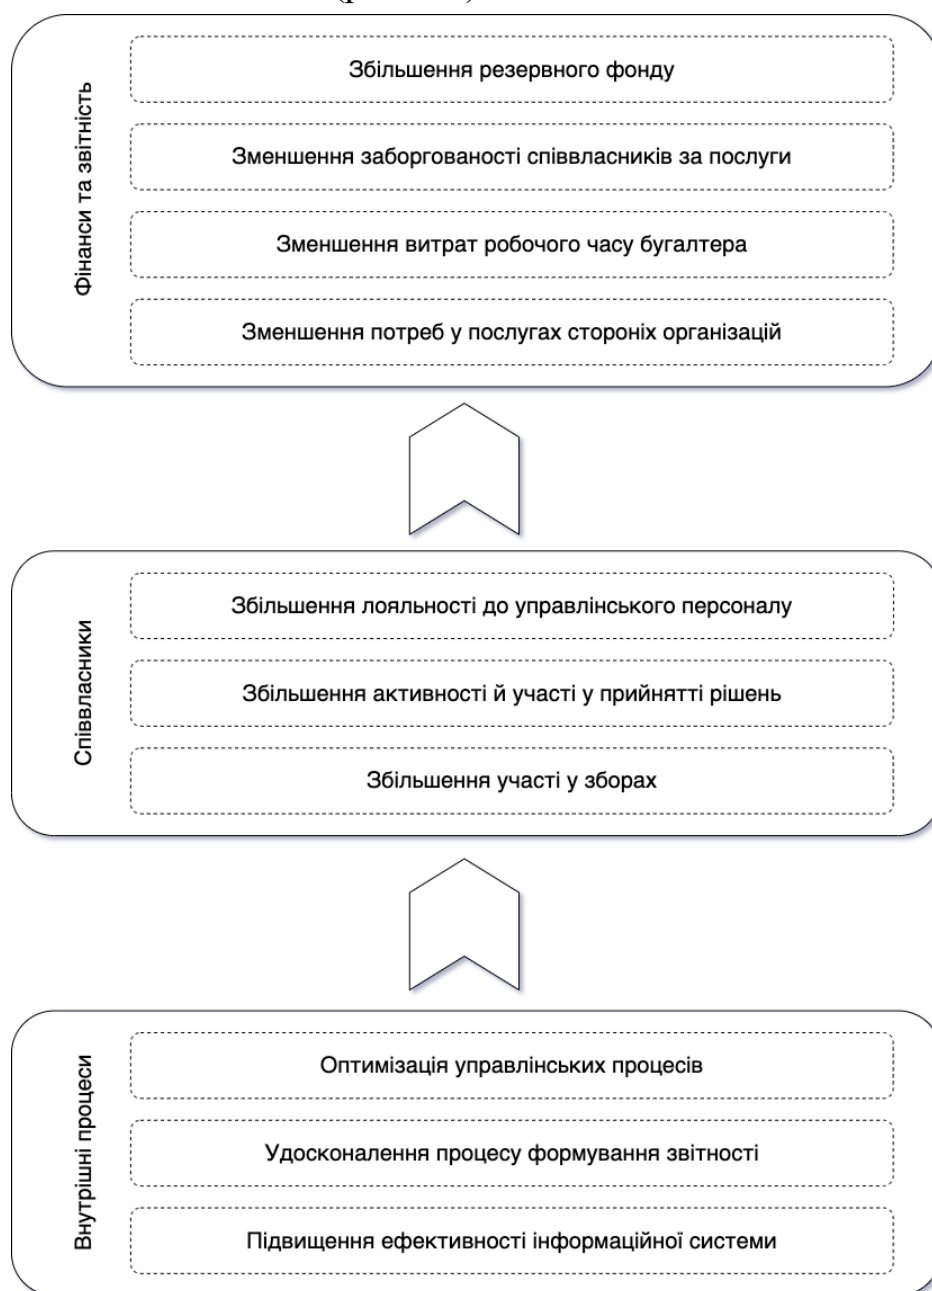 Фінанси та звітність
Збільшення резервного фонду
Зменшення заборгованості співвласників за послуги
Зменшення витрат робочого часу бугалтера
Зменшення потреб у послугах стороніх організацій
Співвласники
Збільшення лояльності до управлінського персоналу
Збільшення активності й участі у прийнятті рішень
Збільшення участі у зборах
Внутрішні процеси
Оптимізація управлінських процесів
Удосконалення процесу формування звітності
Підвищення ефективності інформаційної системи